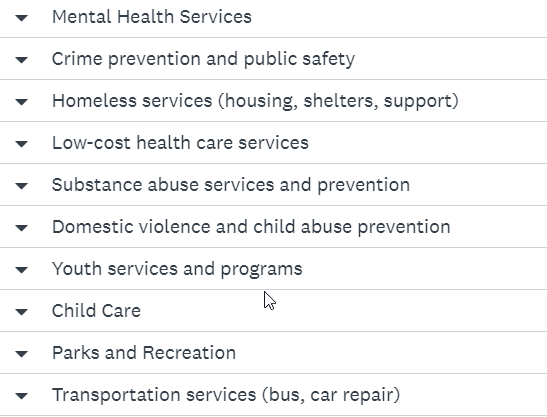 Mental Health Services
Crime prevention and public safety
Homeless services (housing, shelters, support)
Low-cost health care services
Substance abuse services and prevention
Domestic violence and child abuse prevention
Youth services and programs
Child Care
Parks and Recreation
Transportation services (bus, car repair)